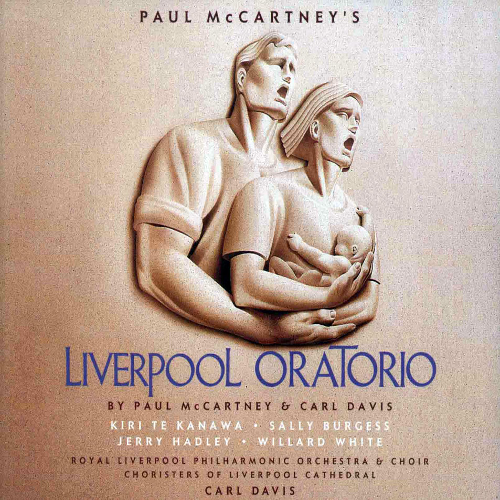 PAUL McCARTNEY'S
LIVERPOOL ORATORIO
BY PAUL McCARTNEY & CARL DAVIS
KIRI TE KANAWA • SALLY BURGESS
JERRY HADLEY • WILLARD WHITE
ROYAL LIVERPOOL PHILHARMONIC ORCHESTRA & CHOIR
CHORISTERS OF LIVERPOOL CATHEDRAL
CARL DAVIS